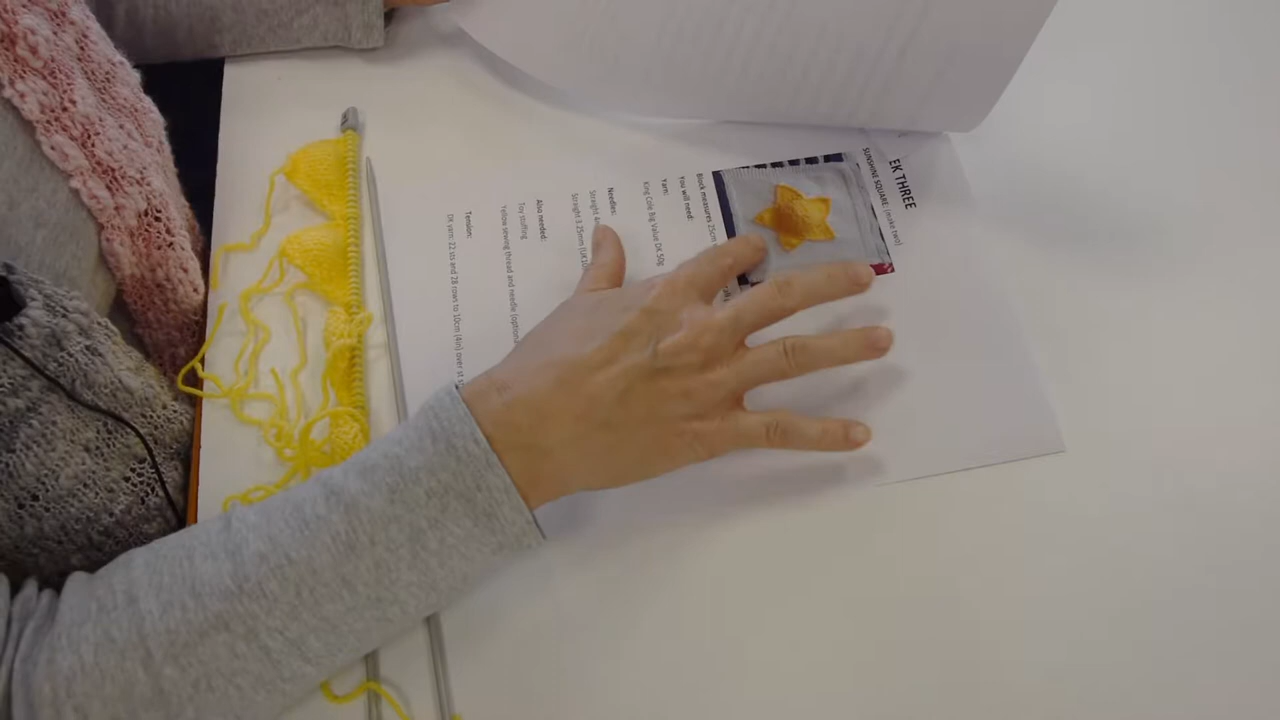 EK THREE
SUNSHINE SQUARE: (make two)
Block measures 25cm
You will need:
Yarn:
King Cole Big Value DK 50g
Needles:
Straight
Straight 3.25mm (UK10
Also needed:
Toy stuffing
Yellow sewing thread and needle (optional
Tension:
DK yarn: 22 sts and 28 rows to 10cm (4in) over st